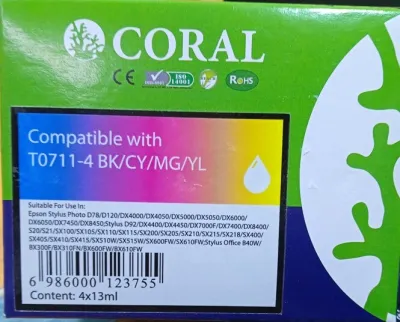 CORAL
CE ISO 14001 RoHS
Compatible with
T0711-4 BK/CY/MG/YL
Suitable For Use In:
Epson Stylus Photo D78/D120/DX4000/DX4050/DX5000/DX5050/DX6000/
DX6050/DX7450/DX8450;Stylus D92/DX4400/DX4450/DX7000F/DX7400/DX8400/
S20/S21/SX100/SX105/SX110/SX115/SX200/SX205/SX210/SX215/SX218/SX400/
SX405/SX410/SX415/SX510W/SX515W/SX600FW/SX610FW;Stylus Office B40W/
BX300F/BX310FN/BX600FW/BX610FW
6 986000 123755
Content: 4x13ml